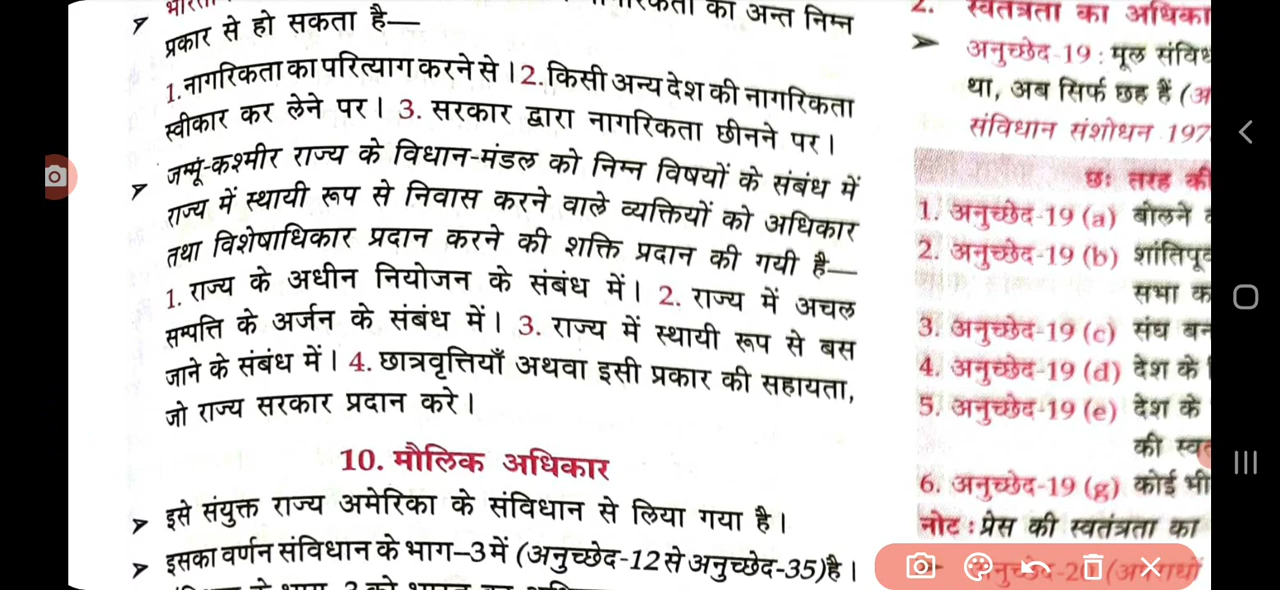 का अन्त निम्न
प्रकार से हो सकता है—
1. नागरिकता का परित्याग करने से। 2. किसी अन्य देश की नागरिकता
स्वीकार कर लेने पर। 3. सरकार द्वारा नागरिकता छीनने पर।
जम्मू-कश्मीर राज्य के विधान-मंडल को निम्न विषयों के संबंध में
राज्य में स्थायी रूप से निवास करने वाले व्यक्तियों को अधिकार
तथा विशेषाधिकार प्रदान करने की शक्ति प्रदान की गयी है—
1. राज्य के अधीन नियोजन के संबंध में। 2. राज्य में अचल
सम्पत्ति के अर्जन के संबंध में। 3. राज्य में स्थायी रूप से बस
जाने के संबंध में। 4. छात्रवृत्तियाँ अथवा इसी प्रकार की सहायता,
जो राज्य सरकार प्रदान करे।
10. मौलिक अधिकार
इसे संयुक्त राज्य अमेरिका के संविधान से लिया गया है।
इसका वर्णन संविधान के भाग–3 में (अनुच्छेद-12 से अनुच्छेद-35) है।
2. स्वतंत्रता का
अनुच्छेद-19 : मूल
था, अब सिर्फ छह हैं
संविधान संशोधन
छः तरह की
1. अनुच्छेद-19 (a) बोलने
2. अनुच्छेद-19 (b)
सभा
3. अनुच्छेद-19 (c) संघ
4. अनुच्छेद-19 (d) देश के
5. अनुच्छेद-19 (e) देश के
की
6. अनुच्छेद-19 (g) कोई भी
नोट : प्रेस की स्वतंत्रता का